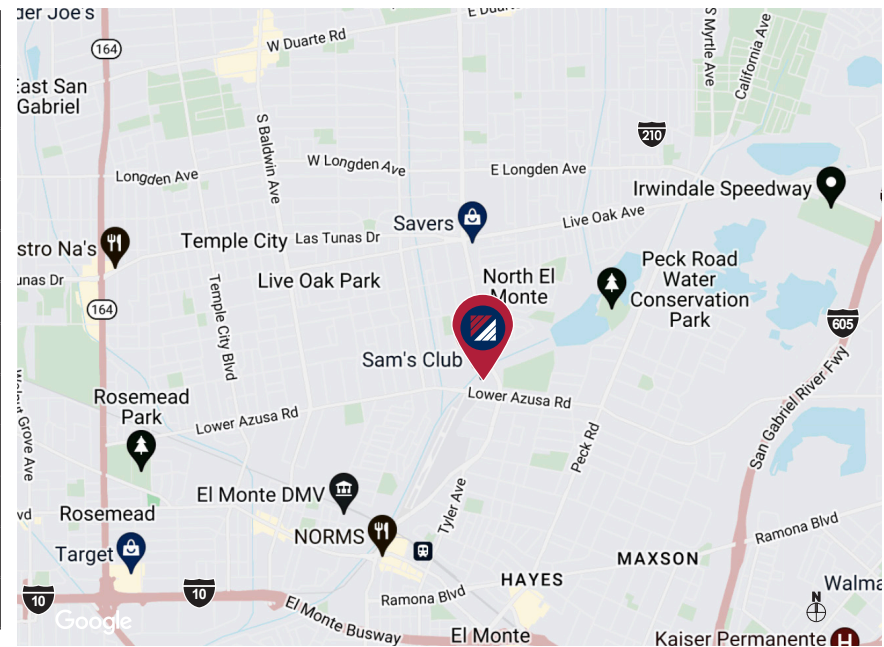 der Joe's
E Duarte
W Duarte Rd
164
S Myrtle Ave
California Ave
East San
Gabriel
S Baldwin Ave
210
W Longden Ave
E Longden Ave
Longden Ave
Irwindale Speedway
Savers
Live Oak Ave
stro Na's
Temple City
Las Tunas Dr
unas Dr
Live Oak Park
North El
Monte
Peck Road
Water
Conservation
Park
164
Temple City Blvd
605
Sam's Club
San Gabriel River Fwy
Rosemead
Park
Lower Azusa Rd
Lower Azusa Rd
Walnut Grove Ave
Peck Rd
El Monte DMV
Tyler Ave
vd
Rosemead
NORMS
Ramona Blvd
Target
MAXSON
HAYES
Walma
10
10
Ramona Blvd
N
Google
El Monte Busway
El Monte
Kaiser Permanente
H